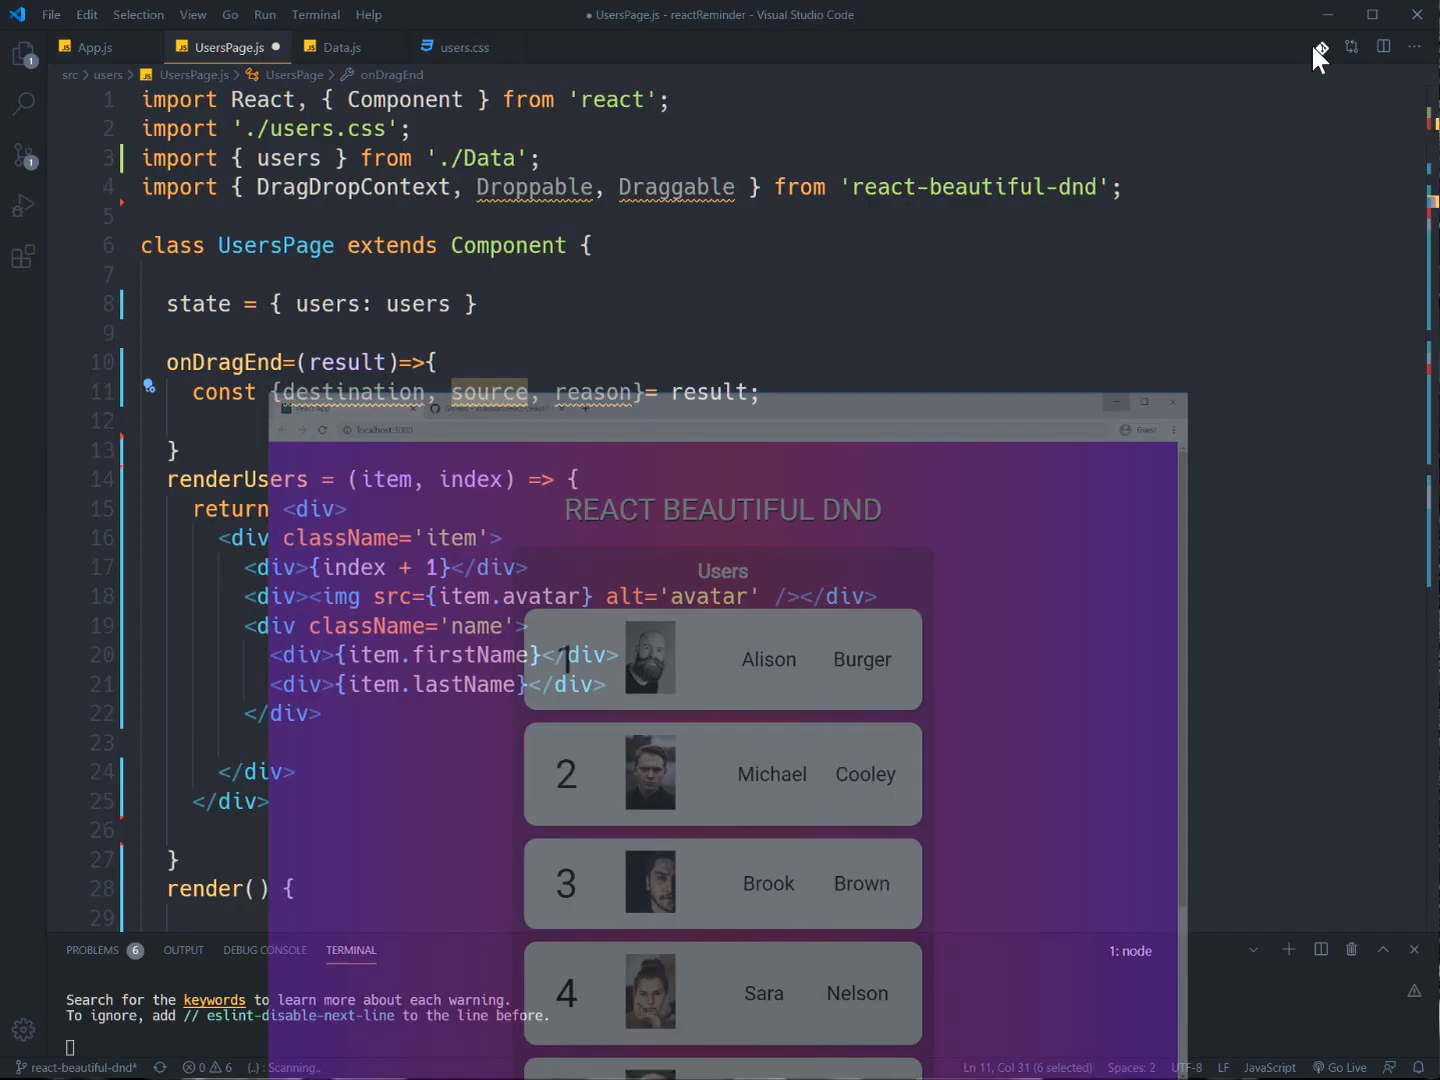 File Edit Selection View Go Run Terminal Help
● UsersPage.js - reactReminder - Visual Studio Code
JS App.js
JS UsersPage.js ●
JS Data.js
users.css
src > users > JS UsersPage.js > UsersPage > onDragEnd
1 import React, { Component } from 'react';
2 import './users.css';
3 import { users } from './Data';
4 import { DragDropContext, Droppable, Draggable } from 'react-beautiful-dnd';
5
6 class UsersPage extends Component {
7
8 state = { users: users }
9
10 onDragEnd=(result)=>{
11 const {destination, source, reason}= result;
12
13 }
14 renderUsers = (item, index) => {
15 return <div>
16 <div className='item'>
17 <div>{index + 1}</div>
18 <div><img src={item.avatar} alt='avatar' /></div>
19 <div className='name'>
20 <div>{item.firstName}</div>
21 <div>{item.lastName}</div>
22 </div>
23
24 </div>
25 </div>
26
27 }
28 render() {
29
localhost:3000
Guest
REACT BEAUTIFUL DND
Users
1 Alison Burger
2 Michael Cooley
3 Brook Brown
4 Sara Nelson
PROBLEMS 6 OUTPUT DEBUG CONSOLE TERMINAL
1: node
Search for the keywords to learn more about each warning.
To ignore, add // eslint-disable-next-line to the line before.
react-beautiful-dnd* 0 6 {..} : Scanning..
Ln 11, Col 31 (6 selected) Spaces: 2 UTF-8 LF JavaScript Go Live